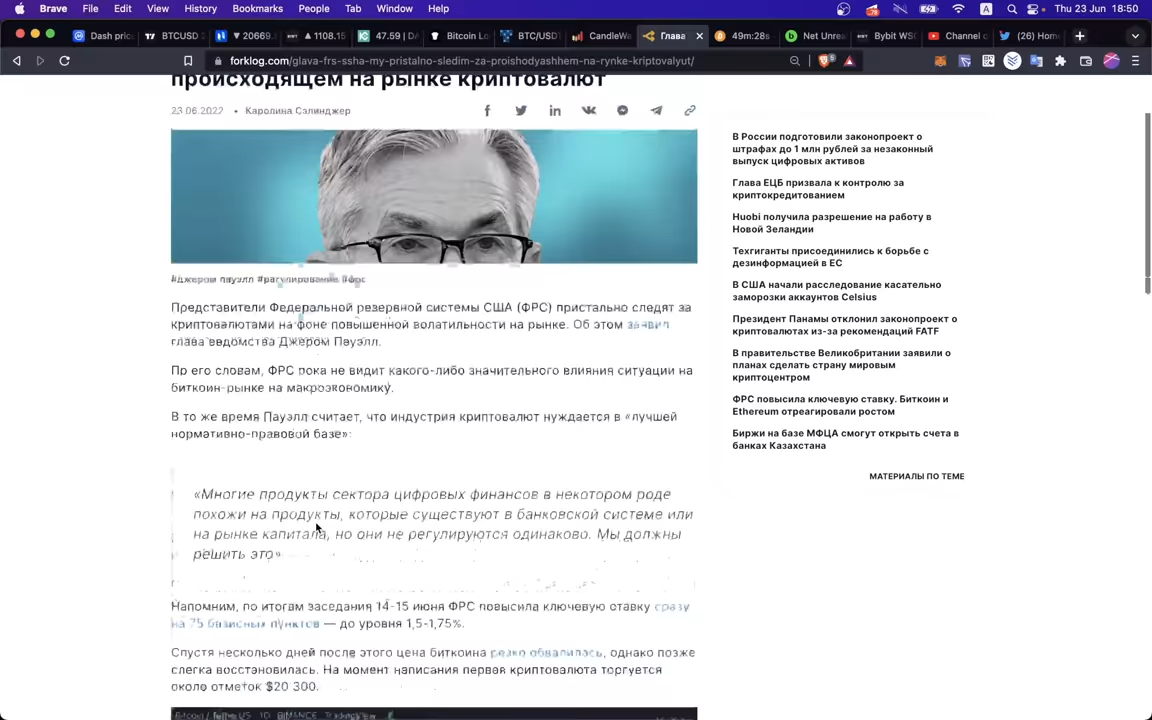 Brave File Edit View History Bookmarks People Tab Window Help Thu 23 Jun 18:50
Dash pric BTCUSD 20669. 1108.15 47.59 | D Bitcoin Lo BTC/USDT CandleWa Глава 49m:28s Net Unre Bybit WS Channel c (26) Hom
forklog.com/glava-frs-ssha-my-pristalno-sledim-za-proishodyashhem-na-rynke-kriptovalyut/
происходящем на рынке криптовалют
23.06.2022 • Каролина Сэлинджер
#джером пауэлл #регулирование #фрс
Представители Федеральной резервной системы США (ФРС) пристально следят за
криптовалютами на фоне повышенной волатильности на рынке. Об этом заявил
глава ведомства Джером Пауэлл.
По его словам, ФРС пока не видит какого-либо значительного влияния ситуации на
биткоин-рынке на макроэкономику.
В то же время Пауэлл считает, что индустрия криптовалют нуждается в «лучшей
нормативно-правовой базе»:
«Многие продукты сектора цифровых финансов в некотором роде
похожи на продукты, которые существуют в банковской системе или
на рынке капитала, но они не регулируются одинаково. Мы должны
решить это»
Напомним, по итогам заседания 14-15 июня ФРС повысила ключевую ставку сразу
на 75 базисных пунктов — до уровня 1,5-1,75%.
Спустя несколько дней после этого цена биткоина резко обвалилась, однако позже
слегка восстановилась. На момент написания первая криптовалюта торгуется
около отметок $20 300.
1D BINANCE TradingView
В России подготовили законопроект о
штрафах до 1 млн рублей за незаконный
выпуск цифровых активов
Глава ЕЦБ призвала к контролю за
криптокредитованием
Huobi получила разрешение на работу в
Новой Зеландии
Техгиганты присоединились к борьбе с
дезинформацией в ЕС
В США начали расследование касательно
заморозки аккаунтов Celsius
Президент Панамы отклонил законопроект о
криптовалютах из-за рекомендаций FATF
В правительстве Великобритании заявили о
планах сделать страну мировым
криптоцентром
ФРС повысила ключевую ставку. Биткоин и
Ethereum отреагировали ростом
Биржи на базе МФЦА смогут открыть счета в
банках Казахстана
МАТЕРИАЛЫ ПО ТЕМЕ